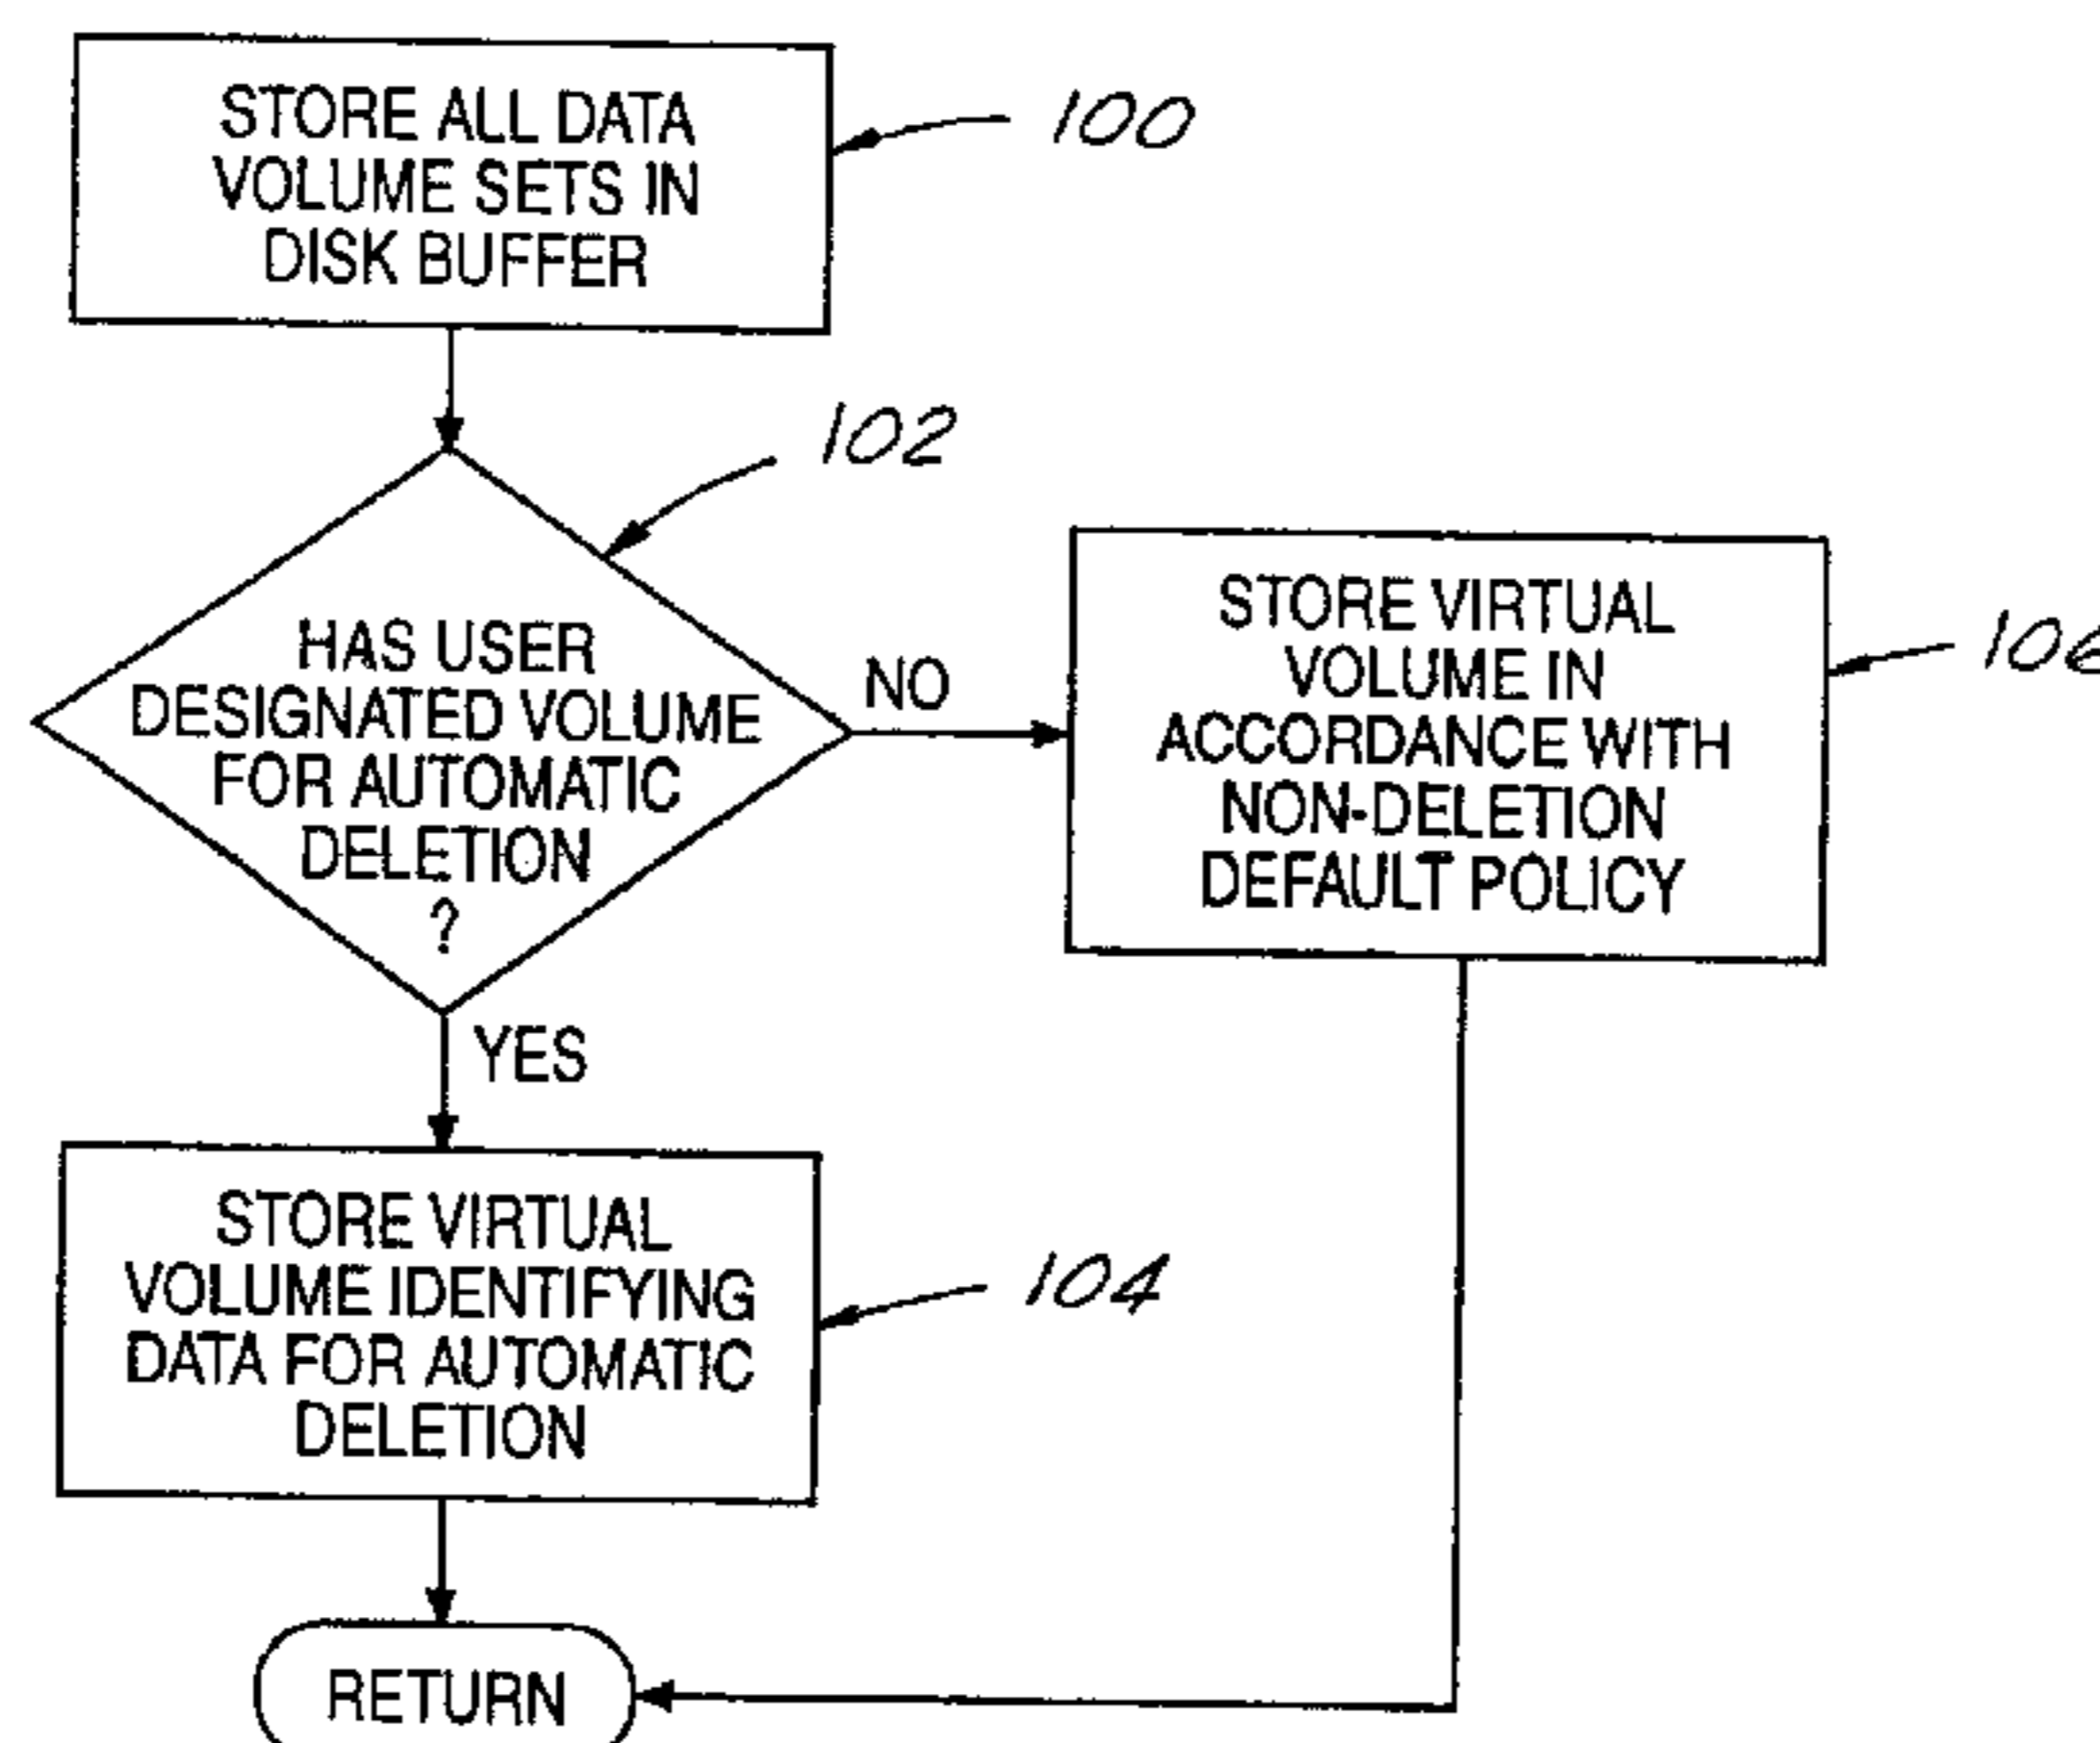 STORE ALL DATA
VOLUME SETS IN
DISK BUFFER
100
102
HAS USER
DESIGNATED VOLUME
FOR AUTOMATIC
DELETION
?
NO
STORE VIRTUAL
VOLUME IN
ACCORDANCE WITH
NON-DELETION
DEFAULT POLICY
106
YES
STORE VIRTUAL
VOLUME IDENTIFYING
DATA FOR AUTOMATIC
DELETION
104
RETURN